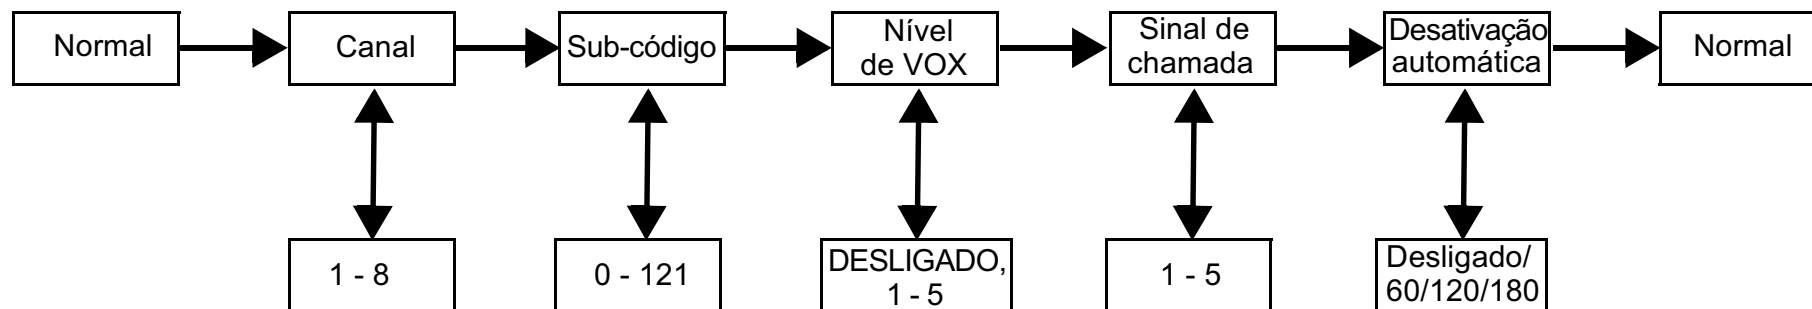 Normal
Canal
Sub-código
Nível
de VOX
Sinal de
chamada
Desativação
automática
Normal
1 - 8
0 - 121
DESLIGADO,
1 - 5
1 - 5
Desligado/
60/120/180